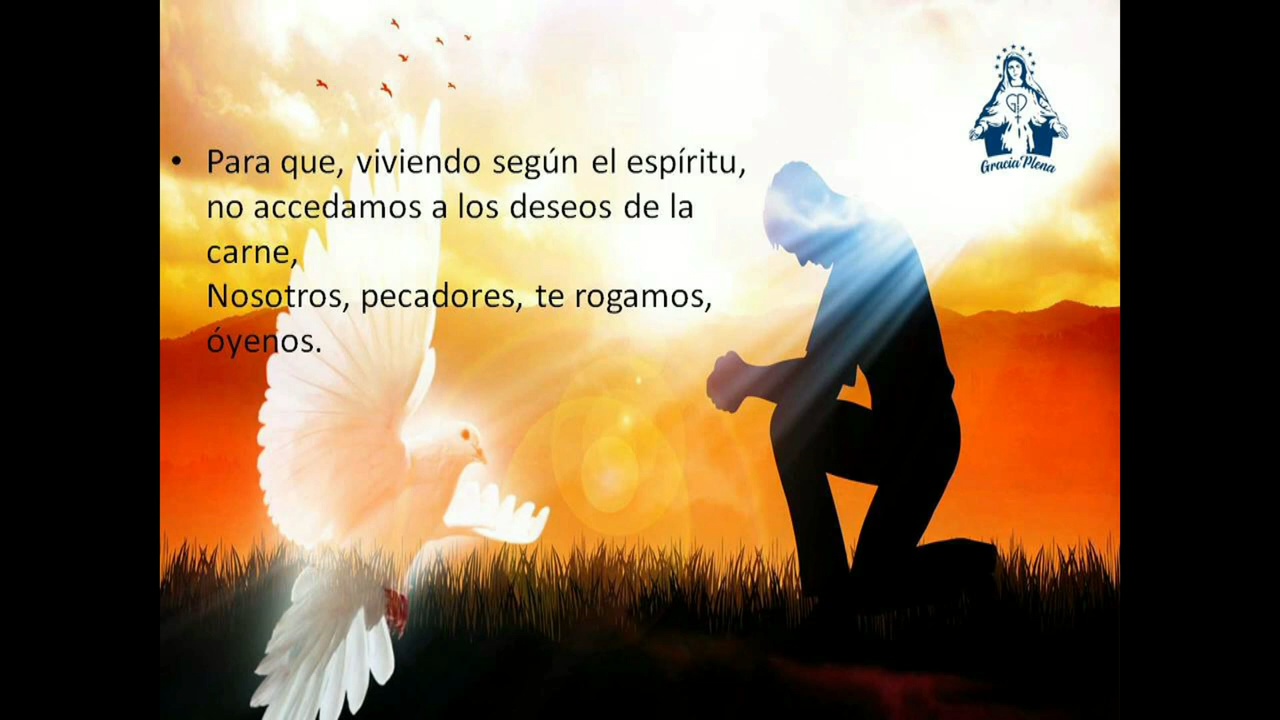 • Para que, viviendo según el espíritu,
no accedamos a los deseos de la
carne,
Nosotros, pecadores, te rogamos,
óyenos.
Gracia Plena